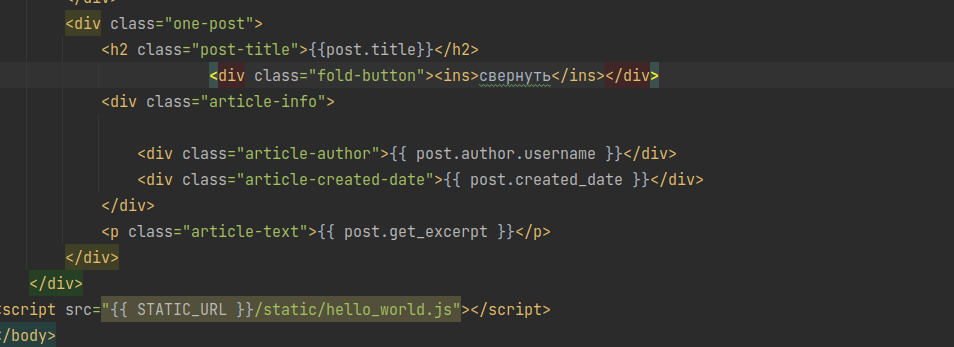 </div>
<div class="one-post">
<h2 class="post-title">{{post.title}}</h2>
<div class="fold-button"><ins>свернуть</ins></div>
<div class="article-info">
<div class="article-author">{{ post.author.username }}</div>
<div class="article-created-date">{{ post.created_date }}</div>
</div>
<p class="article-text">{{ post.get_excerpt }}</p>
</div>
</div>
<script src="{{ STATIC_URL }}/static/hello_world.js"></script>
</body>